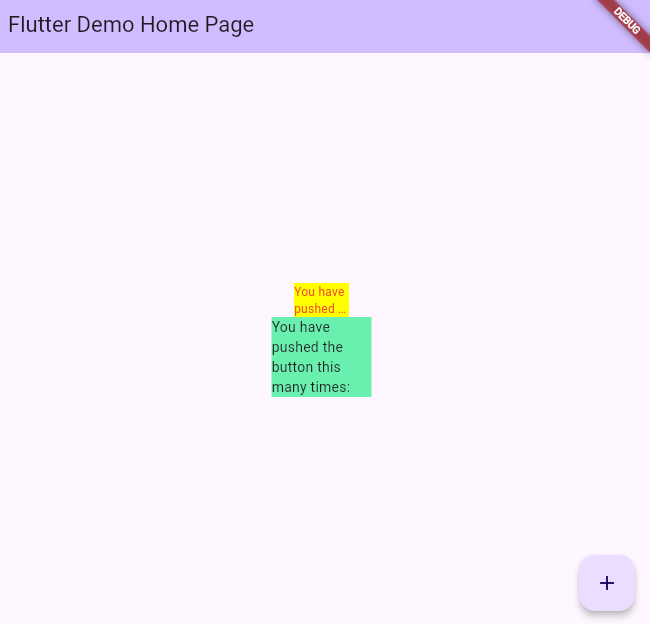 Flutter Demo Home Page
DEBUG
You have
pushed …
You have
pushed the
button this
many times:
+